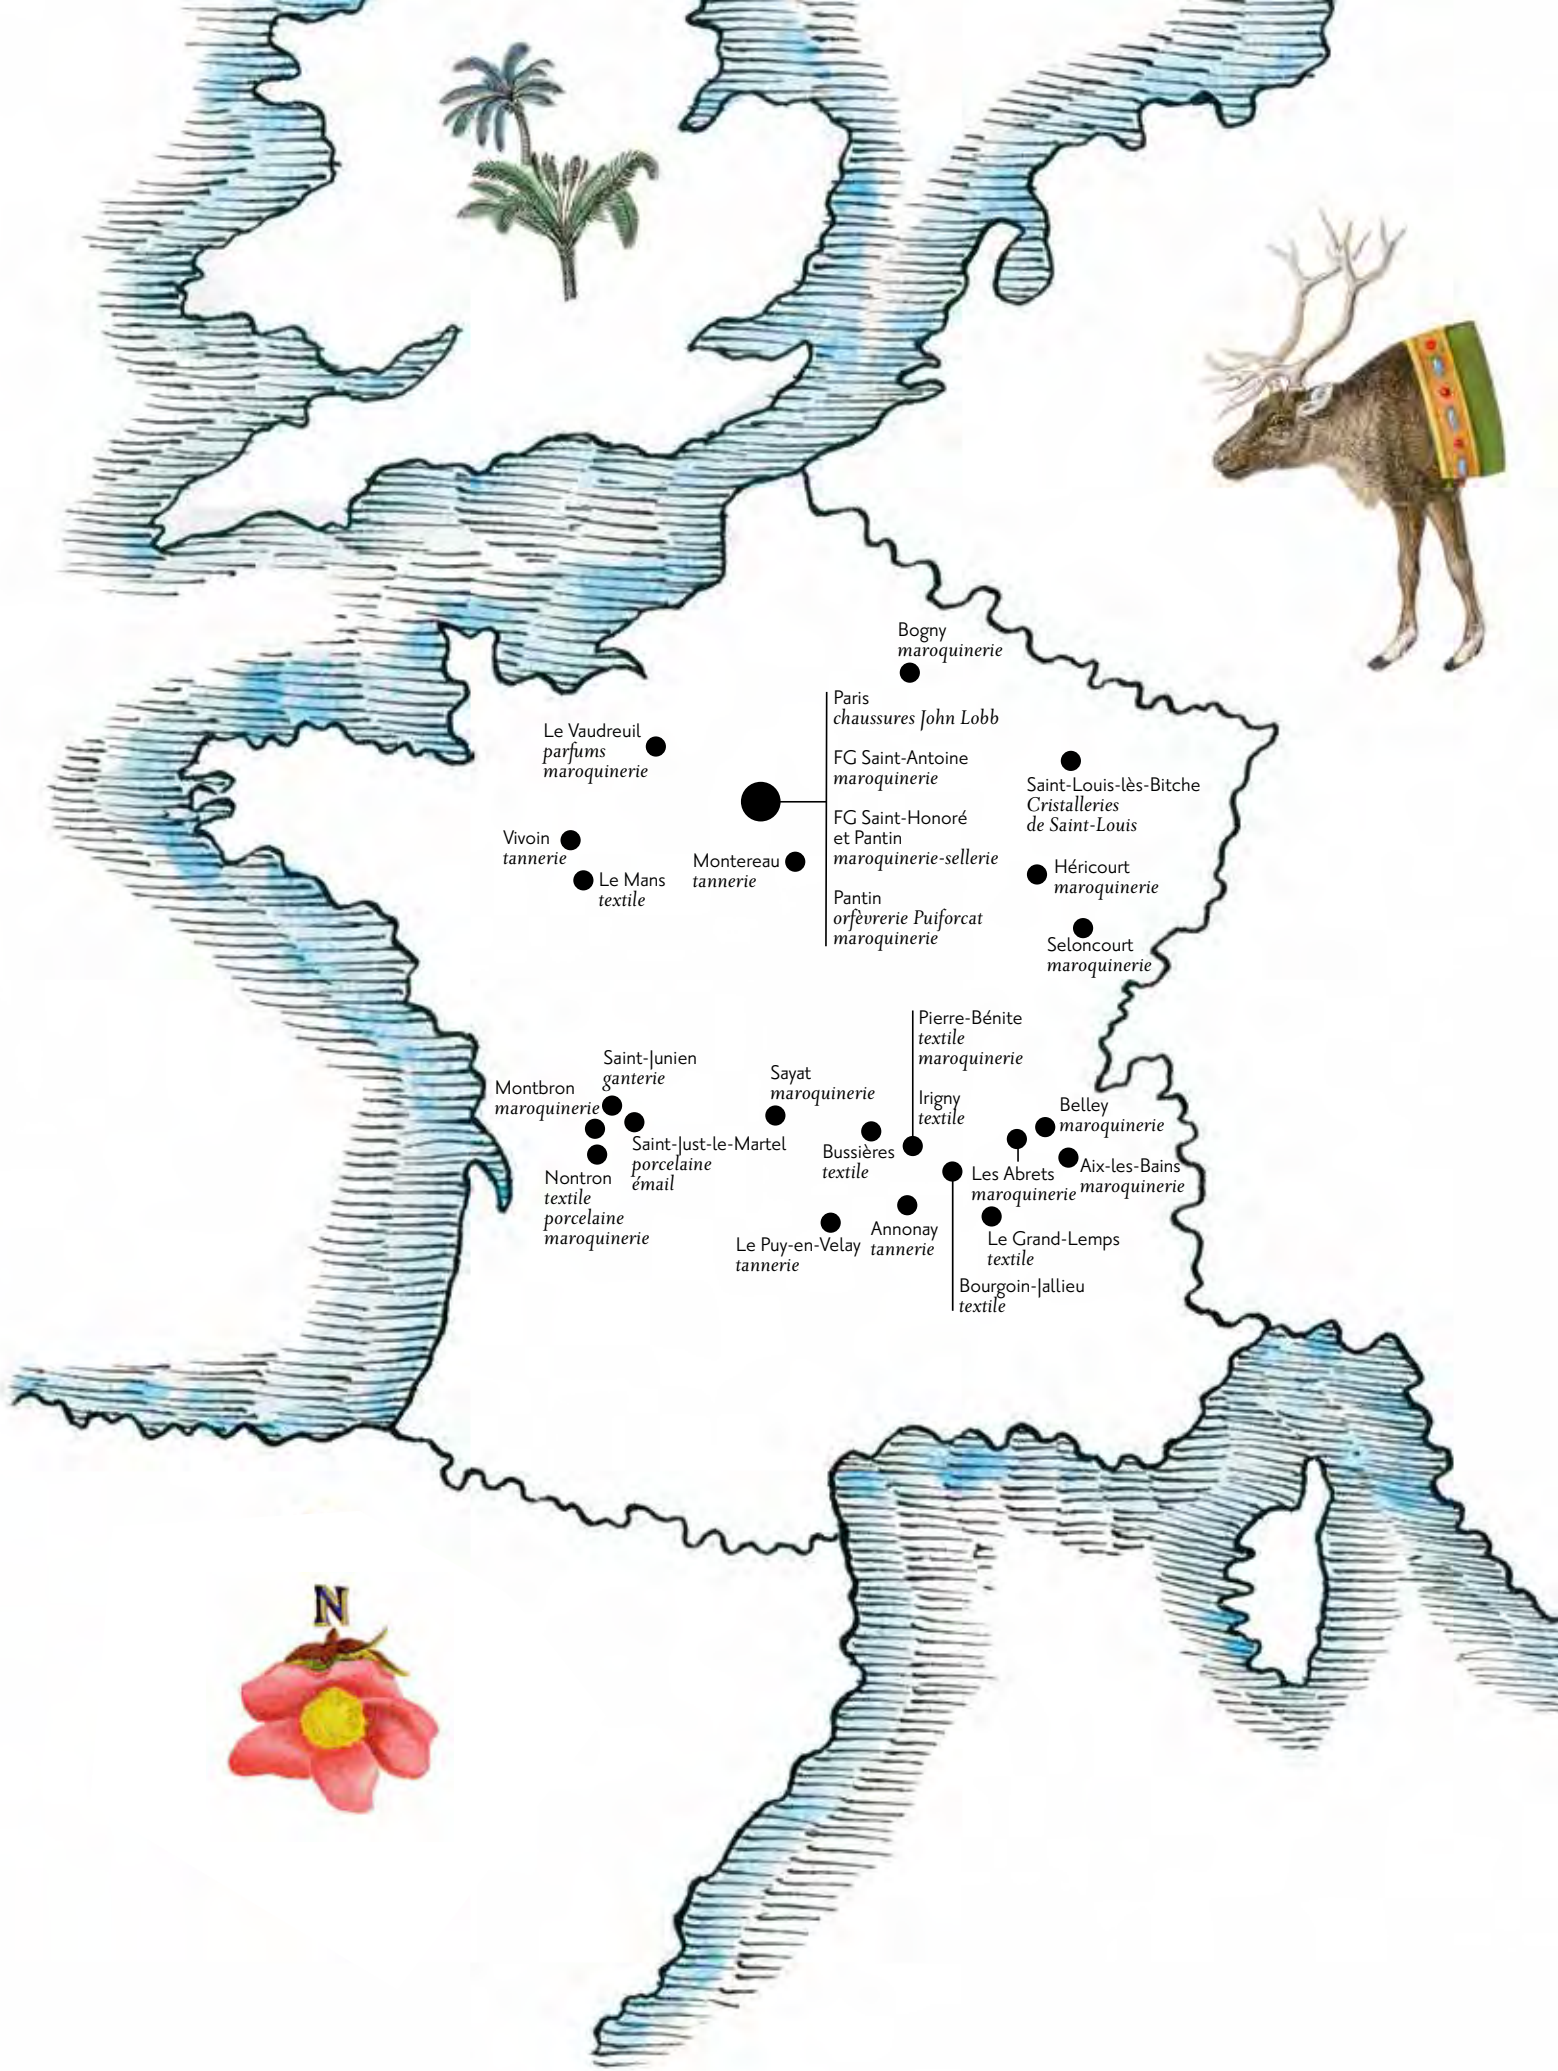 Bogny
maroquinerie
Paris
chaussures John Lobb
FG Saint-Antoine
maroquinerie
FG Saint-Honoré
et Pantin
maroquinerie-sellerie
Pantin
orfèvrerie Puiforcat
maroquinerie
Le Vaudreuil
parfums
maroquinerie
Saint-Louis-lès-Bitche
Cristalleries
de Saint-Louis
Vivoin
tannerie
Le Mans
textile
Montereau
tannerie
Héricourt
maroquinerie
Seloncourt
maroquinerie
Pierre-Bénite
textile
maroquinerie
Irigny
textile
Saint-Junien
ganterie
Montbron
maroquinerie
Saint-Just-le-Martel
porcelaine
émail
Nontron
textile
porcelaine
maroquinerie
Sayat
maroquinerie
Bussières
textile
Belley
maroquinerie
Les Abrets
maroquinerie
Aix-les-Bains
maroquinerie
Le Puy-en-Velay
tannerie
Annonay
tannerie
Le Grand-Lemps
textile
Bourgoin-Jallieu
textile
N